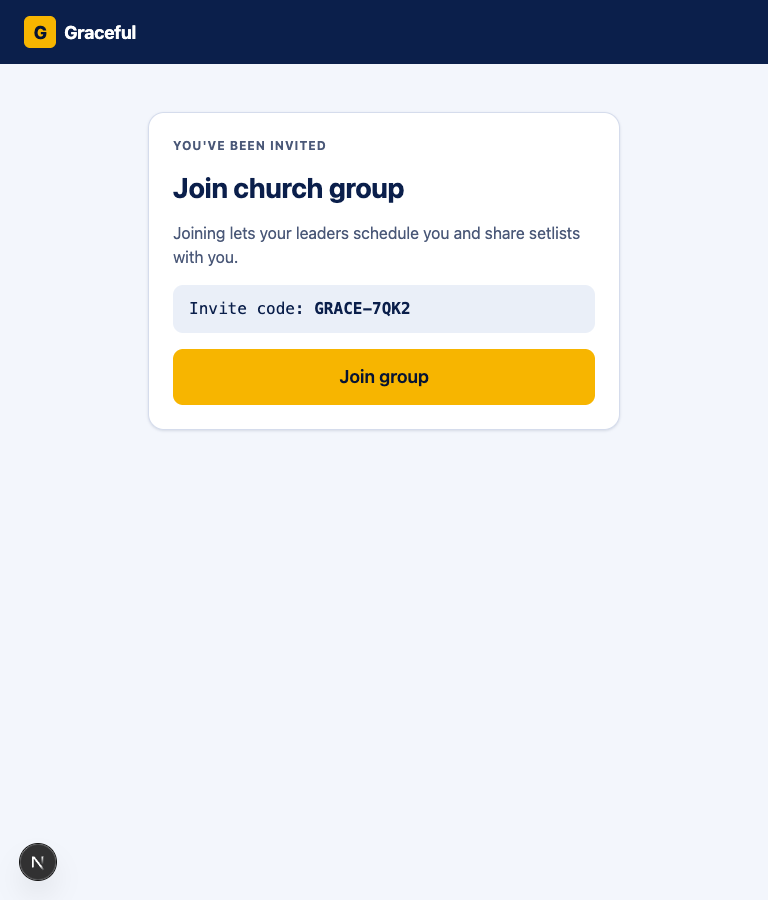 G Graceful
YOU'VE BEEN INVITED
Join church group
Joining lets your leaders schedule you and share setlists
with you.
Invite code: GRACE-7QK2
Join group
N